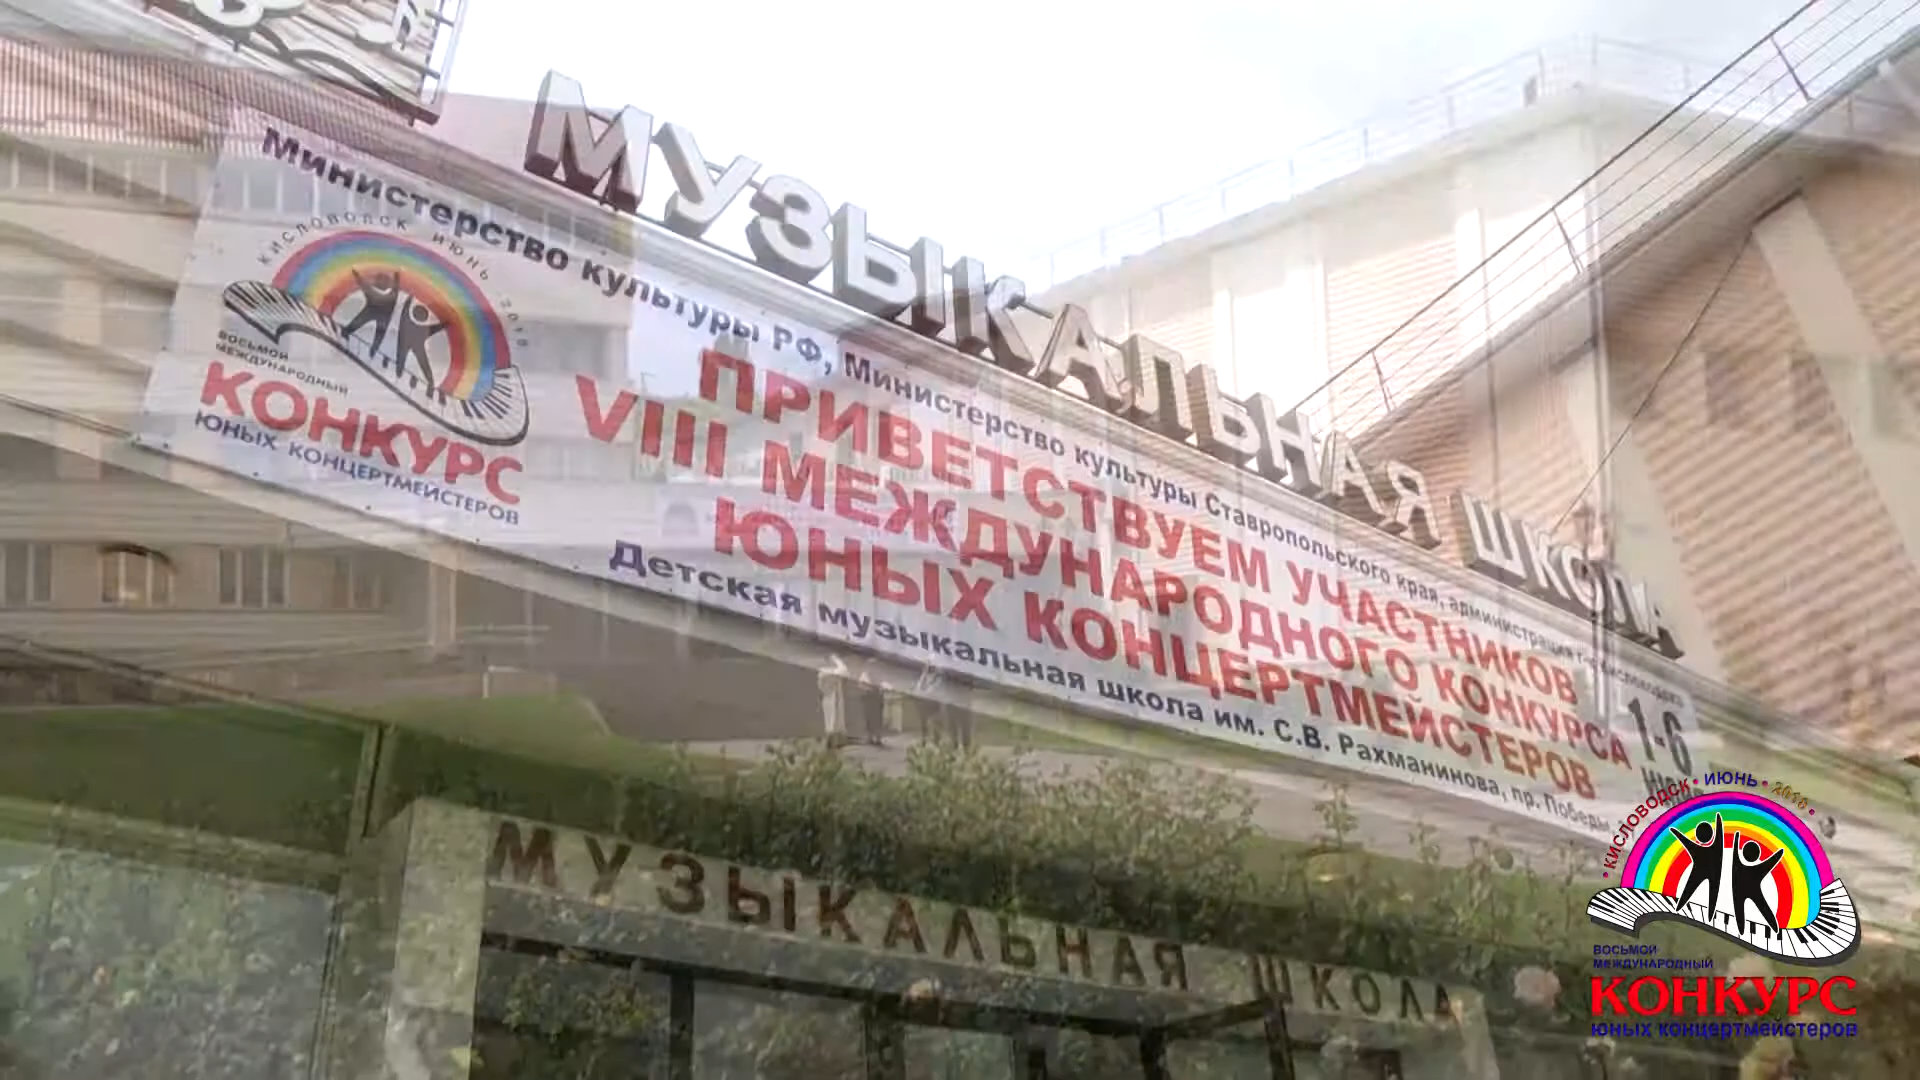 МУЗЫКАЛЬНАЯ ШКОЛА
Министерство культуры РФ, Министерство культуры Ставропольского края, администрация
КИСЛОВОДСК ИЮНЬ 2018
ВОСЬМОЙ
МЕЖДУНАРОДНЫЙ
КОНКУРС
ЮНЫХ КОНЦЕРТМЕЙСТЕРОВ
ПРИВЕТСТВУЕМ УЧАСТНИКОВ
VIII МЕЖДУНАРОДНОГО КОНКУРСА
ЮНЫХ КОНЦЕРТМЕЙСТЕРОВ
1-6
Детская музыкальная школа им. С.В. Рахманинова, пр. Победы
МУЗЫКАЛЬНАЯ ШКОЛА
• КИСЛОВОДСК • ИЮНЬ • 2018 •
ВОСЬМОЙ
МЕЖДУНАРОДНЫЙ
КОНКУРС
ЮНЫХ КОНЦЕРТМЕЙСТЕРОВ